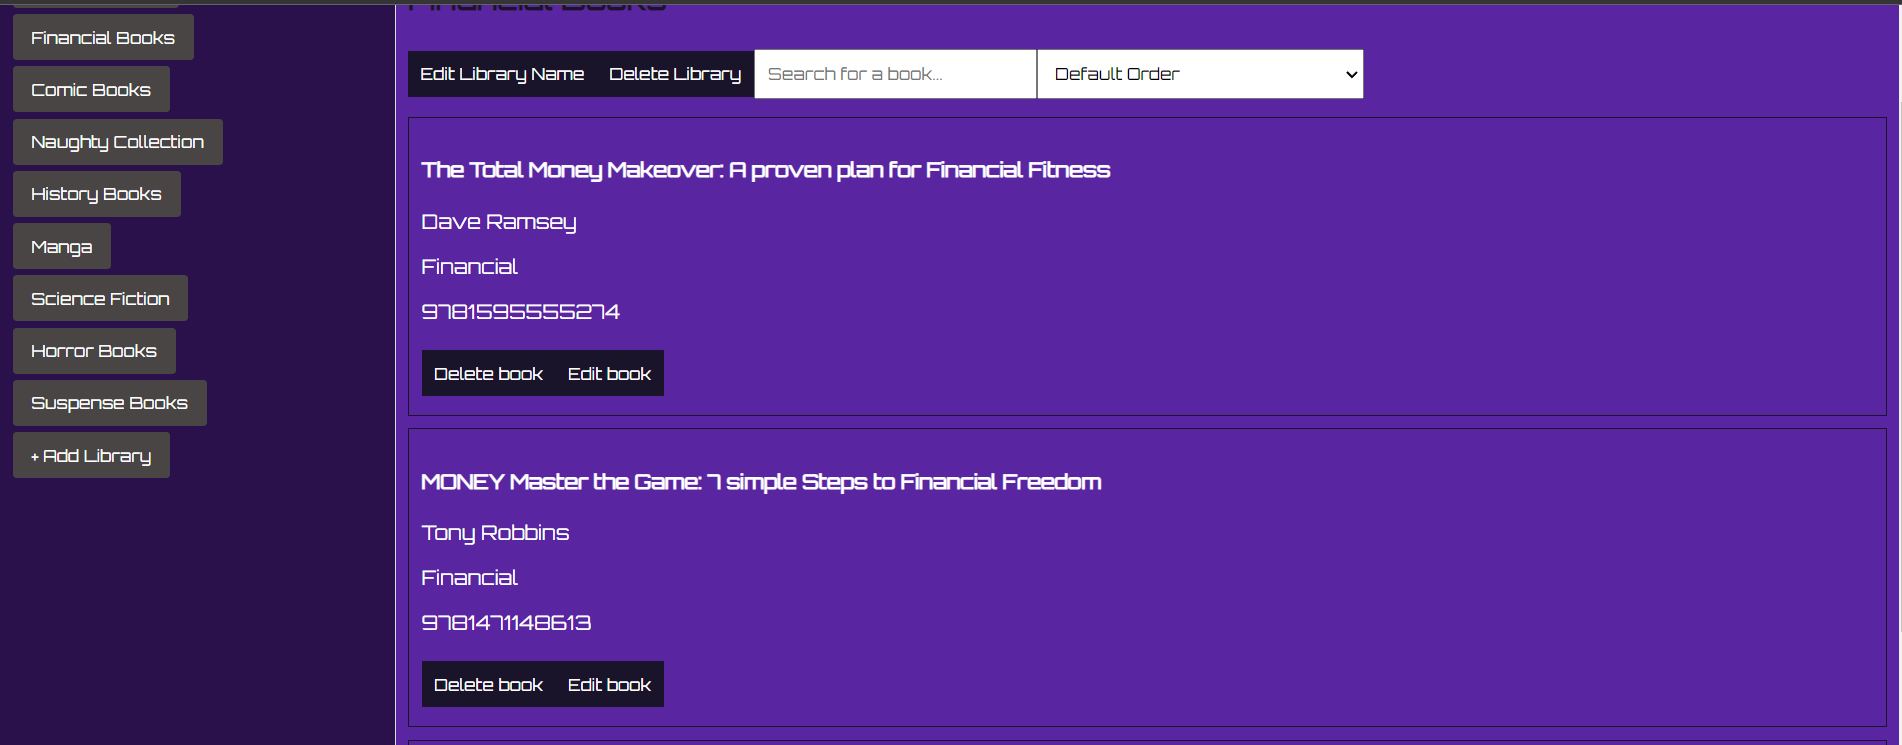 Financial Books
Comic Books
Naughty Collection
History Books
Manga
Science Fiction
Horror Books
Suspense Books
+ Add Library
Financial Books
Edit Library Name
Delete Library
Search for a book...
Default Order
The Total Money Makeover: A proven plan for Financial Fitness
Dave Ramsey
Financial
9781595555274
Delete book
Edit book
MONEY Master the Game: 7 simple Steps to Financial Freedom
Tony Robbins
Financial
9781471148613
Delete book
Edit book